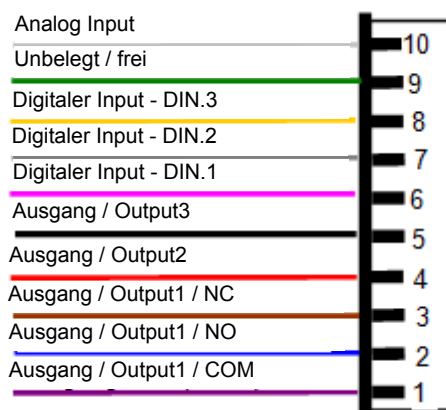 Analog Input
10
Unbelegt / frei
9
Digitaler Input - DIN.3
8
Digitaler Input - DIN.2
7
Digitaler Input - DIN.1
6
Ausgang / Output3
5
Ausgang / Output2
4
Ausgang / Output1 / NC
3
Ausgang / Output1 / NO
2
Ausgang / Output1 / COM
1